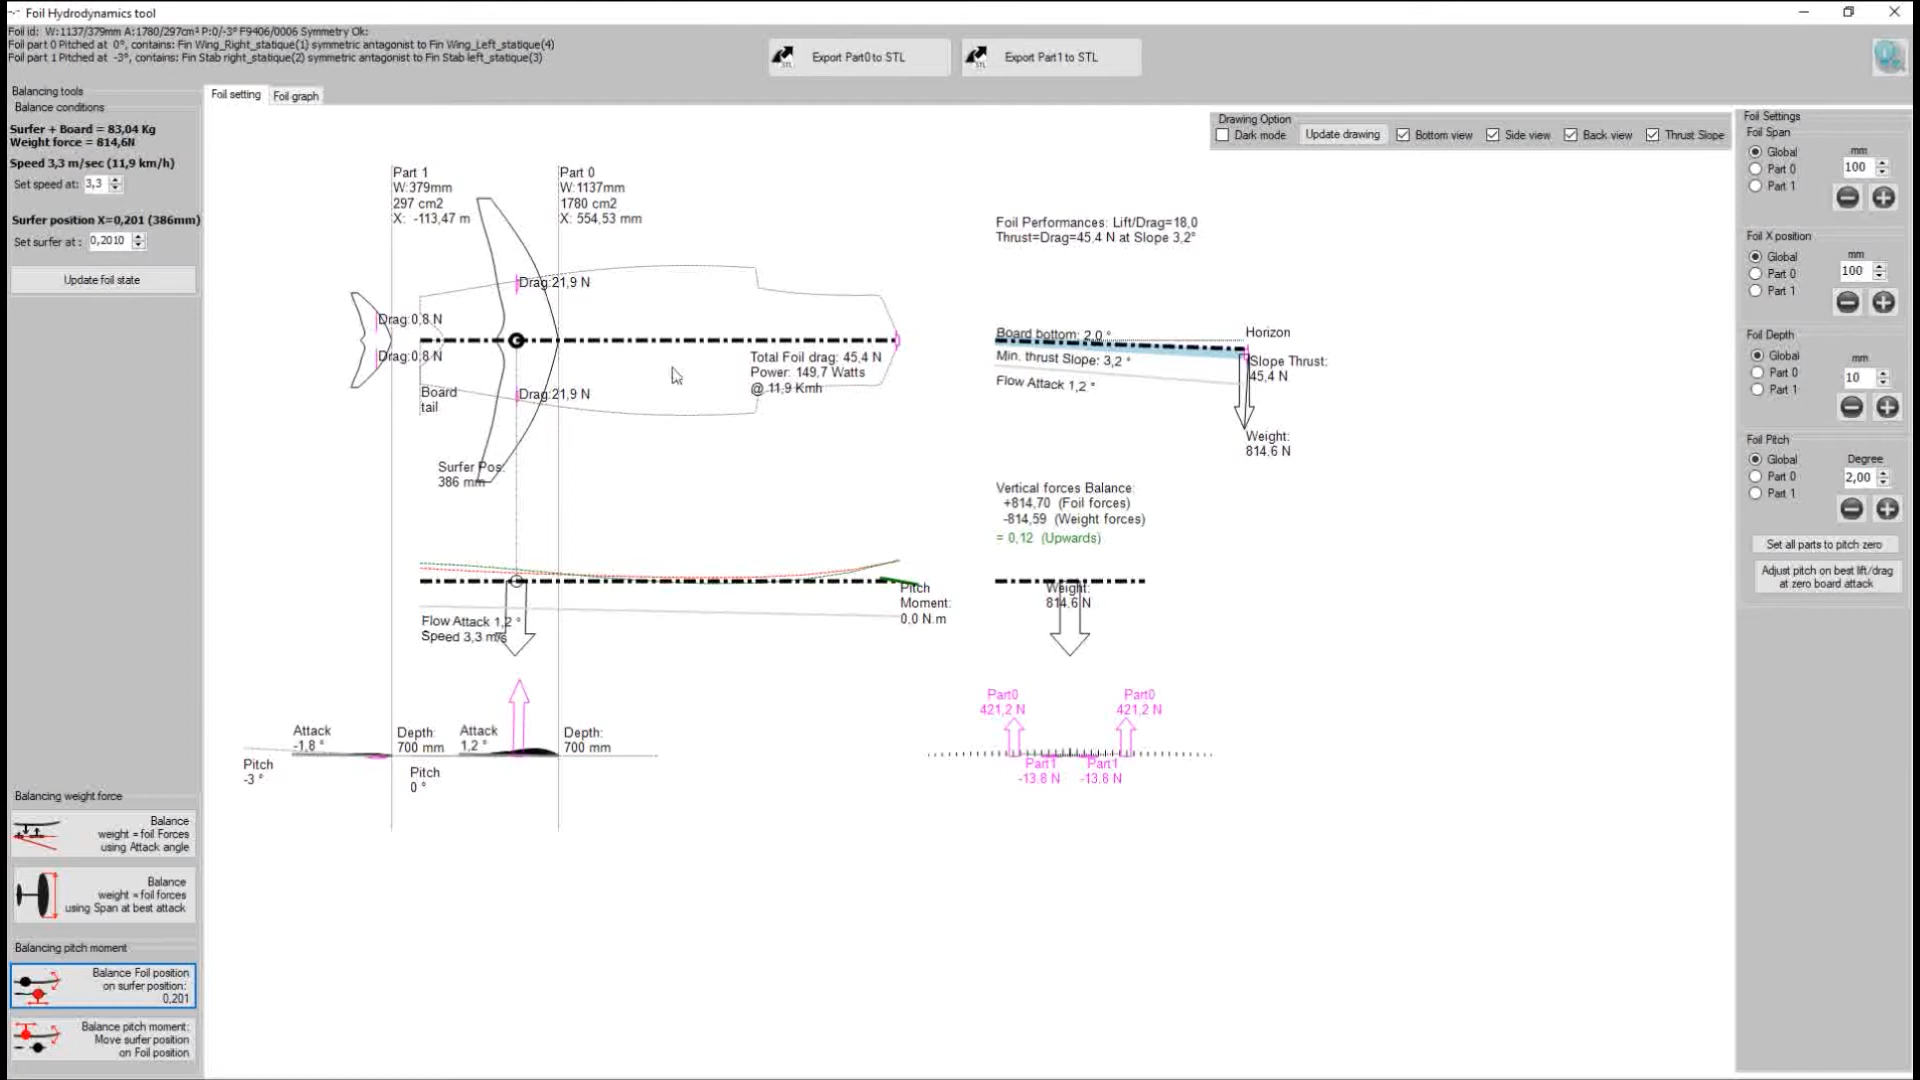 Foil Hydrodynamics tool
Foil id: W:1137/379mm A:1780/297cm² P:0/-3° F9406/0006 Symmetry Ok:
Foil part 0 Pitched at 0°, contains: Fin Wing_Right_statique(1) symmetric antagonist to Fin Wing_Left_statique(4)
Foil part 1 Pitched at -3°, contains: Fin Stab right_statique(2) symmetric antagonist to Fin Stab left_statique(3)
STL
Export Part0 to STL
STL
Export Part1 to STL
Balancing tools
Balance conditions
Surfer + Board = 83,04 Kg
Weight force = 814,6N
Speed 3,3 m/sec (11,9 km/h)
Set speed at: 3,3
Surfer position X=0,201 (386mm)
Set surfer at : 0,2010
Update foil state
Balancing weight force
Balance
weight = foil Forces
using Attack angle
Balance
weight = foil forces
using Span at best attack
Balancing pitch moment
Balance Foil position
on surfer position:
0,201
Balance pitch moment:
Move surfer position
on Foil position
Foil setting
Foil graph
Drawing Option
Dark mode
Update drawing
Bottom view
Side view
Back view
Thrust Slope
Part 1
W:379mm
297 cm2
X: -113,47 m
Part 0
W:1137mm
1780 cm2
X: 554,53 mm
Drag:21,9 N
Drag:0,8 N
Drag:0,8 N
Drag:21,9 N
Board
tail
Total Foil drag: 45,4 N
Power: 149,7 Watts
@ 11,9 Kmh
Surfer Pos:
386 mm
Flow Attack 1,2 °
Speed 3,3 m/s
Pitch
Moment:
0,0 N.m
Attack
-1,8 °
Pitch
-3 °
Depth:
700 mm
Pitch
0 °
Attack
1,2 °
Depth:
700 mm
Foil Performances: Lift/Drag=18,0
Thrust=Drag=45,4 N at Slope 3,2°
Board bottom: 2,0 °
Min. thrust Slope: 3,2 °
Flow Attack 1,2 °
Horizon
Slope Thrust:
45,4 N
Weight:
814,6 N
Vertical forces Balance:
+814,70 (Foil forces)
-814,59 (Weight forces)
= 0,12 (Upwards)
Weight:
814,6 N
Part0
421,2 N
Part0
421,2 N
Part1
-13,8 N
Part1
-13,8 N
Foil Settings
Foil Span
Global
Part 0
Part 1
mm
100
Foil X position
Global
Part 0
Part 1
mm
100
Foil Depth
Global
Part 0
Part 1
mm
10
Foil Pitch
Global
Part 0
Part 1
Degree
2,00
Set all parts to pitch zero
Adjust pitch on best lift/drag
at zero board attack